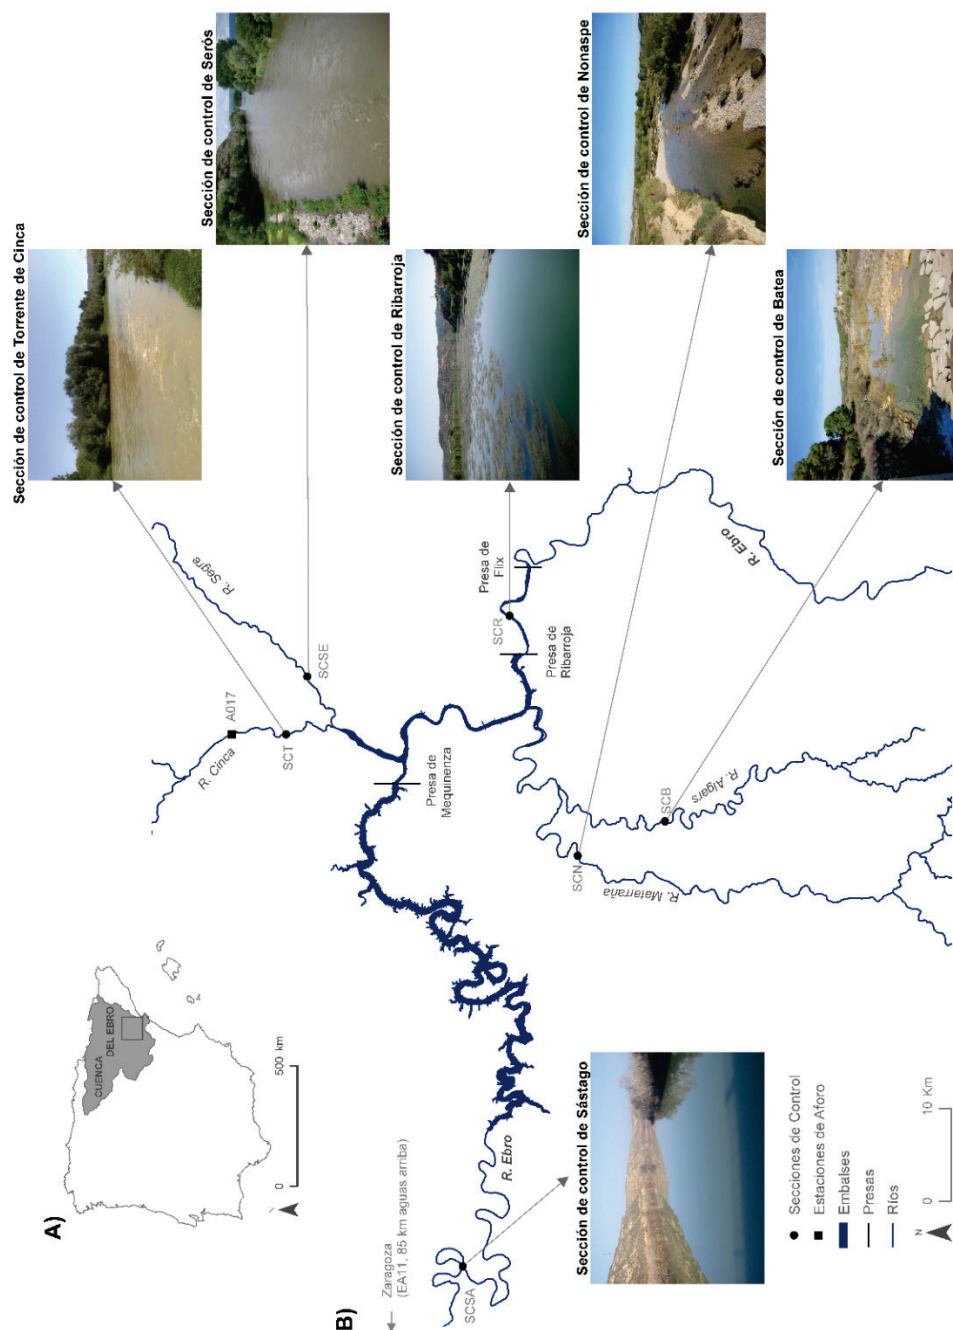 A)
CUENCA
DEL EBRO
0
500 km
B)
Zaragoza
(EA11, 85 km aguas arriba)
SCSA
R. Ebro
Sección de control de Sástago
Presa de
Mequinenza
R. Cinca
A017
SCT
R. Segre
SCSE
Sección de control de Torrente de Cinca
Sección de control de Serós
Sección de control de Ribarroja
SCR
Presa de
Ribarroja
Presa de
Flix
R. Ebro
SCN
R. Matarraña
SCB
R. Algars
Sección de control de Nonaspe
Sección de control de Batea
Secciones de Control
Estaciones de Aforo
Embalses
Presas
Ríos
N
0
10 Km